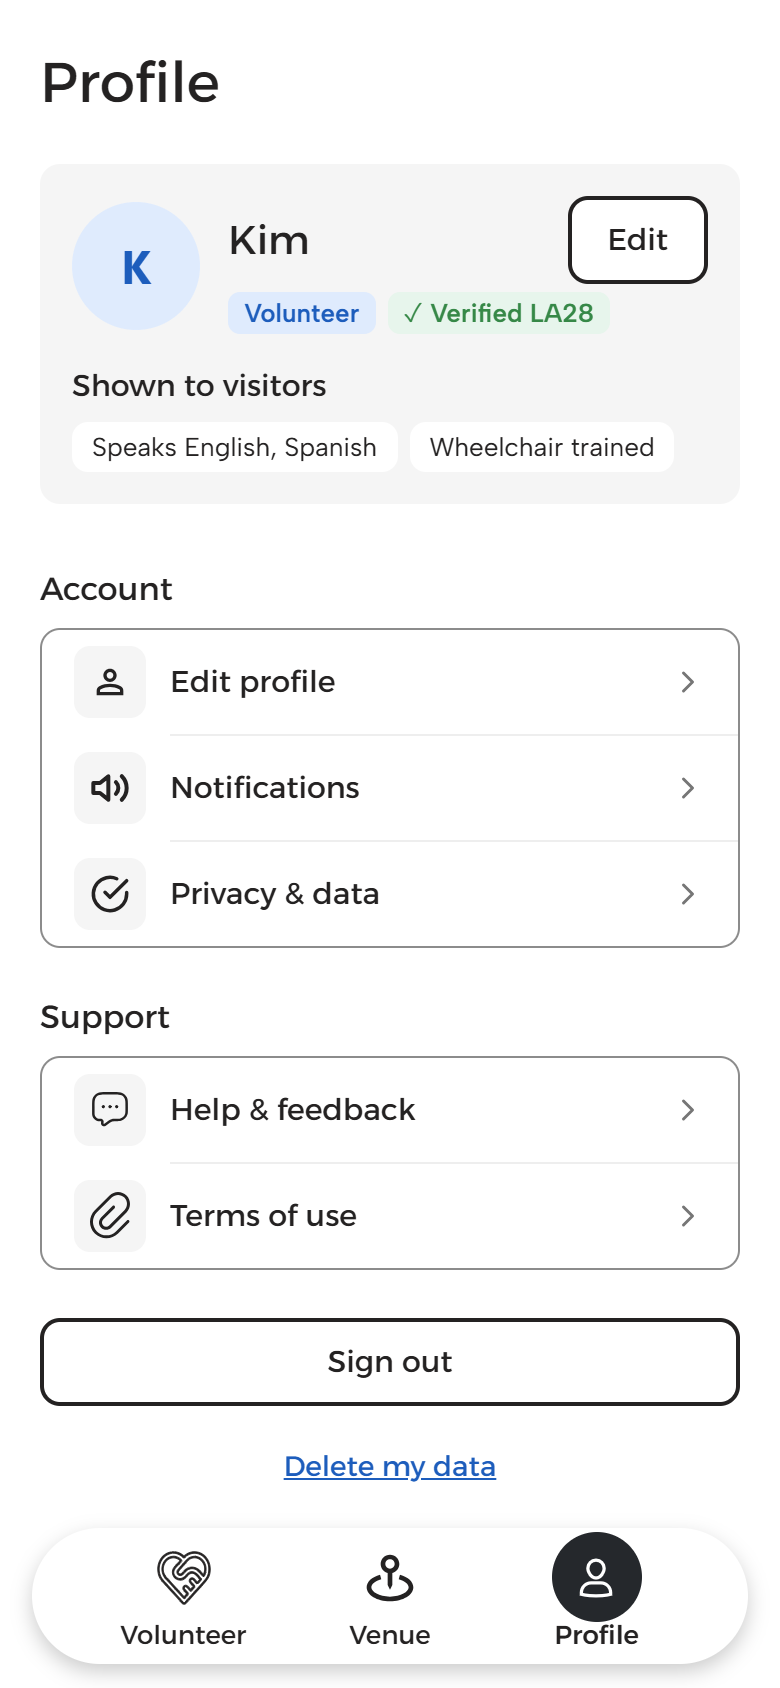 Profile
K
Kim
Edit
Volunteer
✓ Verified LA28
Shown to visitors
Speaks English, Spanish
Wheelchair trained
Account
Edit profile
Notifications
Privacy & data
Support
Help & feedback
Terms of use
Sign out
Delete my data
Volunteer
Venue
Profile